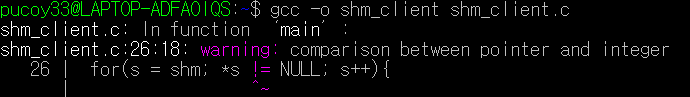 pucoy33@LAPTOP-ADFAOIQS:~$ gcc -o shm_client shm_client.c
shm_client.c: In function ‘main’:
shm_client.c:26:18: warning: comparison between pointer and integer
26 | for(s = shm; *s != NULL; s++){
| ^~